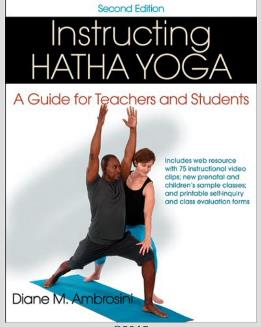 Second Edition
Instructing
HATHA YOGA
A Guide for Teachers and Students
Includes web resource
with 75 instructional video
clips; new prenatal and
children's sample classes;
and printable self-inquiry
and class evaluation forms
Diane M. Ambrosini